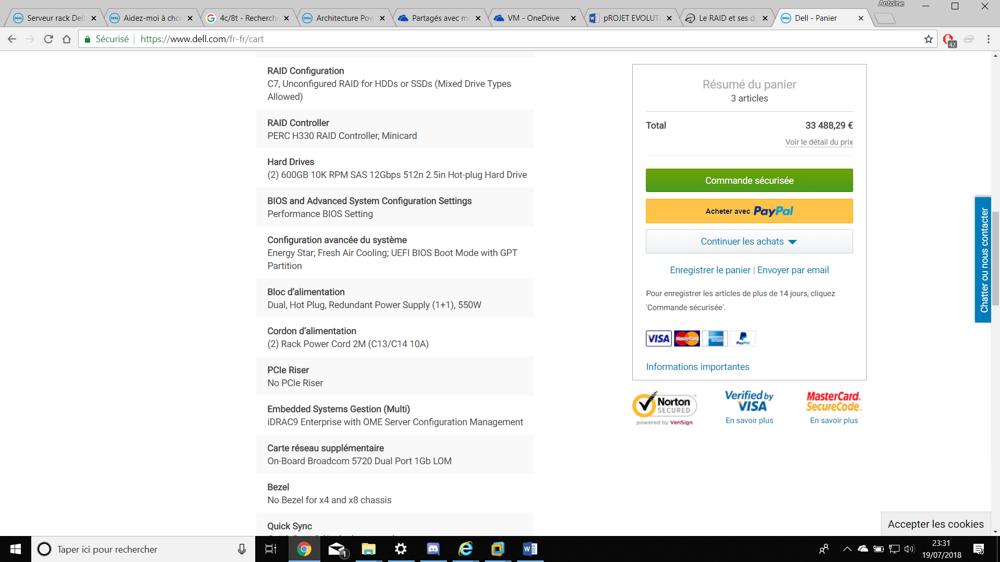 Antoine
Serveur rack Dell
Aidez-moi à choi
4c/8t - Recherch
Architecture Pow
Partagés avec m
VM - OneDrive
pROJET EVOLUTI
Le RAID et ses di
Dell - Panier
Sécurisé
https://www.dell.com/fr-fr/cart
42
RAID Configuration
C7, Unconfigured RAID for HDDs or SSDs (Mixed Drive Types
Allowed)
RAID Controller
PERC H330 RAID Controller, Minicard
Hard Drives
(2) 600GB 10K RPM SAS 12Gbps 512n 2.5in Hot-plug Hard Drive
BIOS and Advanced System Configuration Settings
Performance BIOS Setting
Configuration avancée du système
Energy Star; Fresh Air Cooling; UEFI BIOS Boot Mode with GPT
Partition
Bloc d’alimentation
Dual, Hot Plug, Redundant Power Supply (1+1), 550W
Cordon d’alimentation
(2) Rack Power Cord 2M (C13/C14 10A)
PCIe Riser
No PCIe Riser
Embedded Systems Gestion (Multi)
iDRAC9 Enterprise with OME Server Configuration Management
Carte réseau supplémentaire
On-Board Broadcom 5720 Dual Port 1Gb LOM
Bezel
No Bezel for x4 and x8 chassis
Quick Sync
Résumé du panier
3 articles
Total 33 488,29 €
Voir le détail du prix
Commande sécurisée
Acheter avec PayPal
Continuer les achats
Enregistrer le panier | Envoyer par email
Pour enregistrer les articles de plus de 14 jours, cliquez
'Commande sécurisée'.
VISA MasterCard PayPal
Informations importantes
Norton
SECURED
powered by VeriSign
Verified by
VISA
En savoir plus
MasterCard.
SecureCode.
En savoir plus
Chatter ou nous contacter
Accepter les cookies
Taper ici pour rechercher
1
23:31
19/07/2018